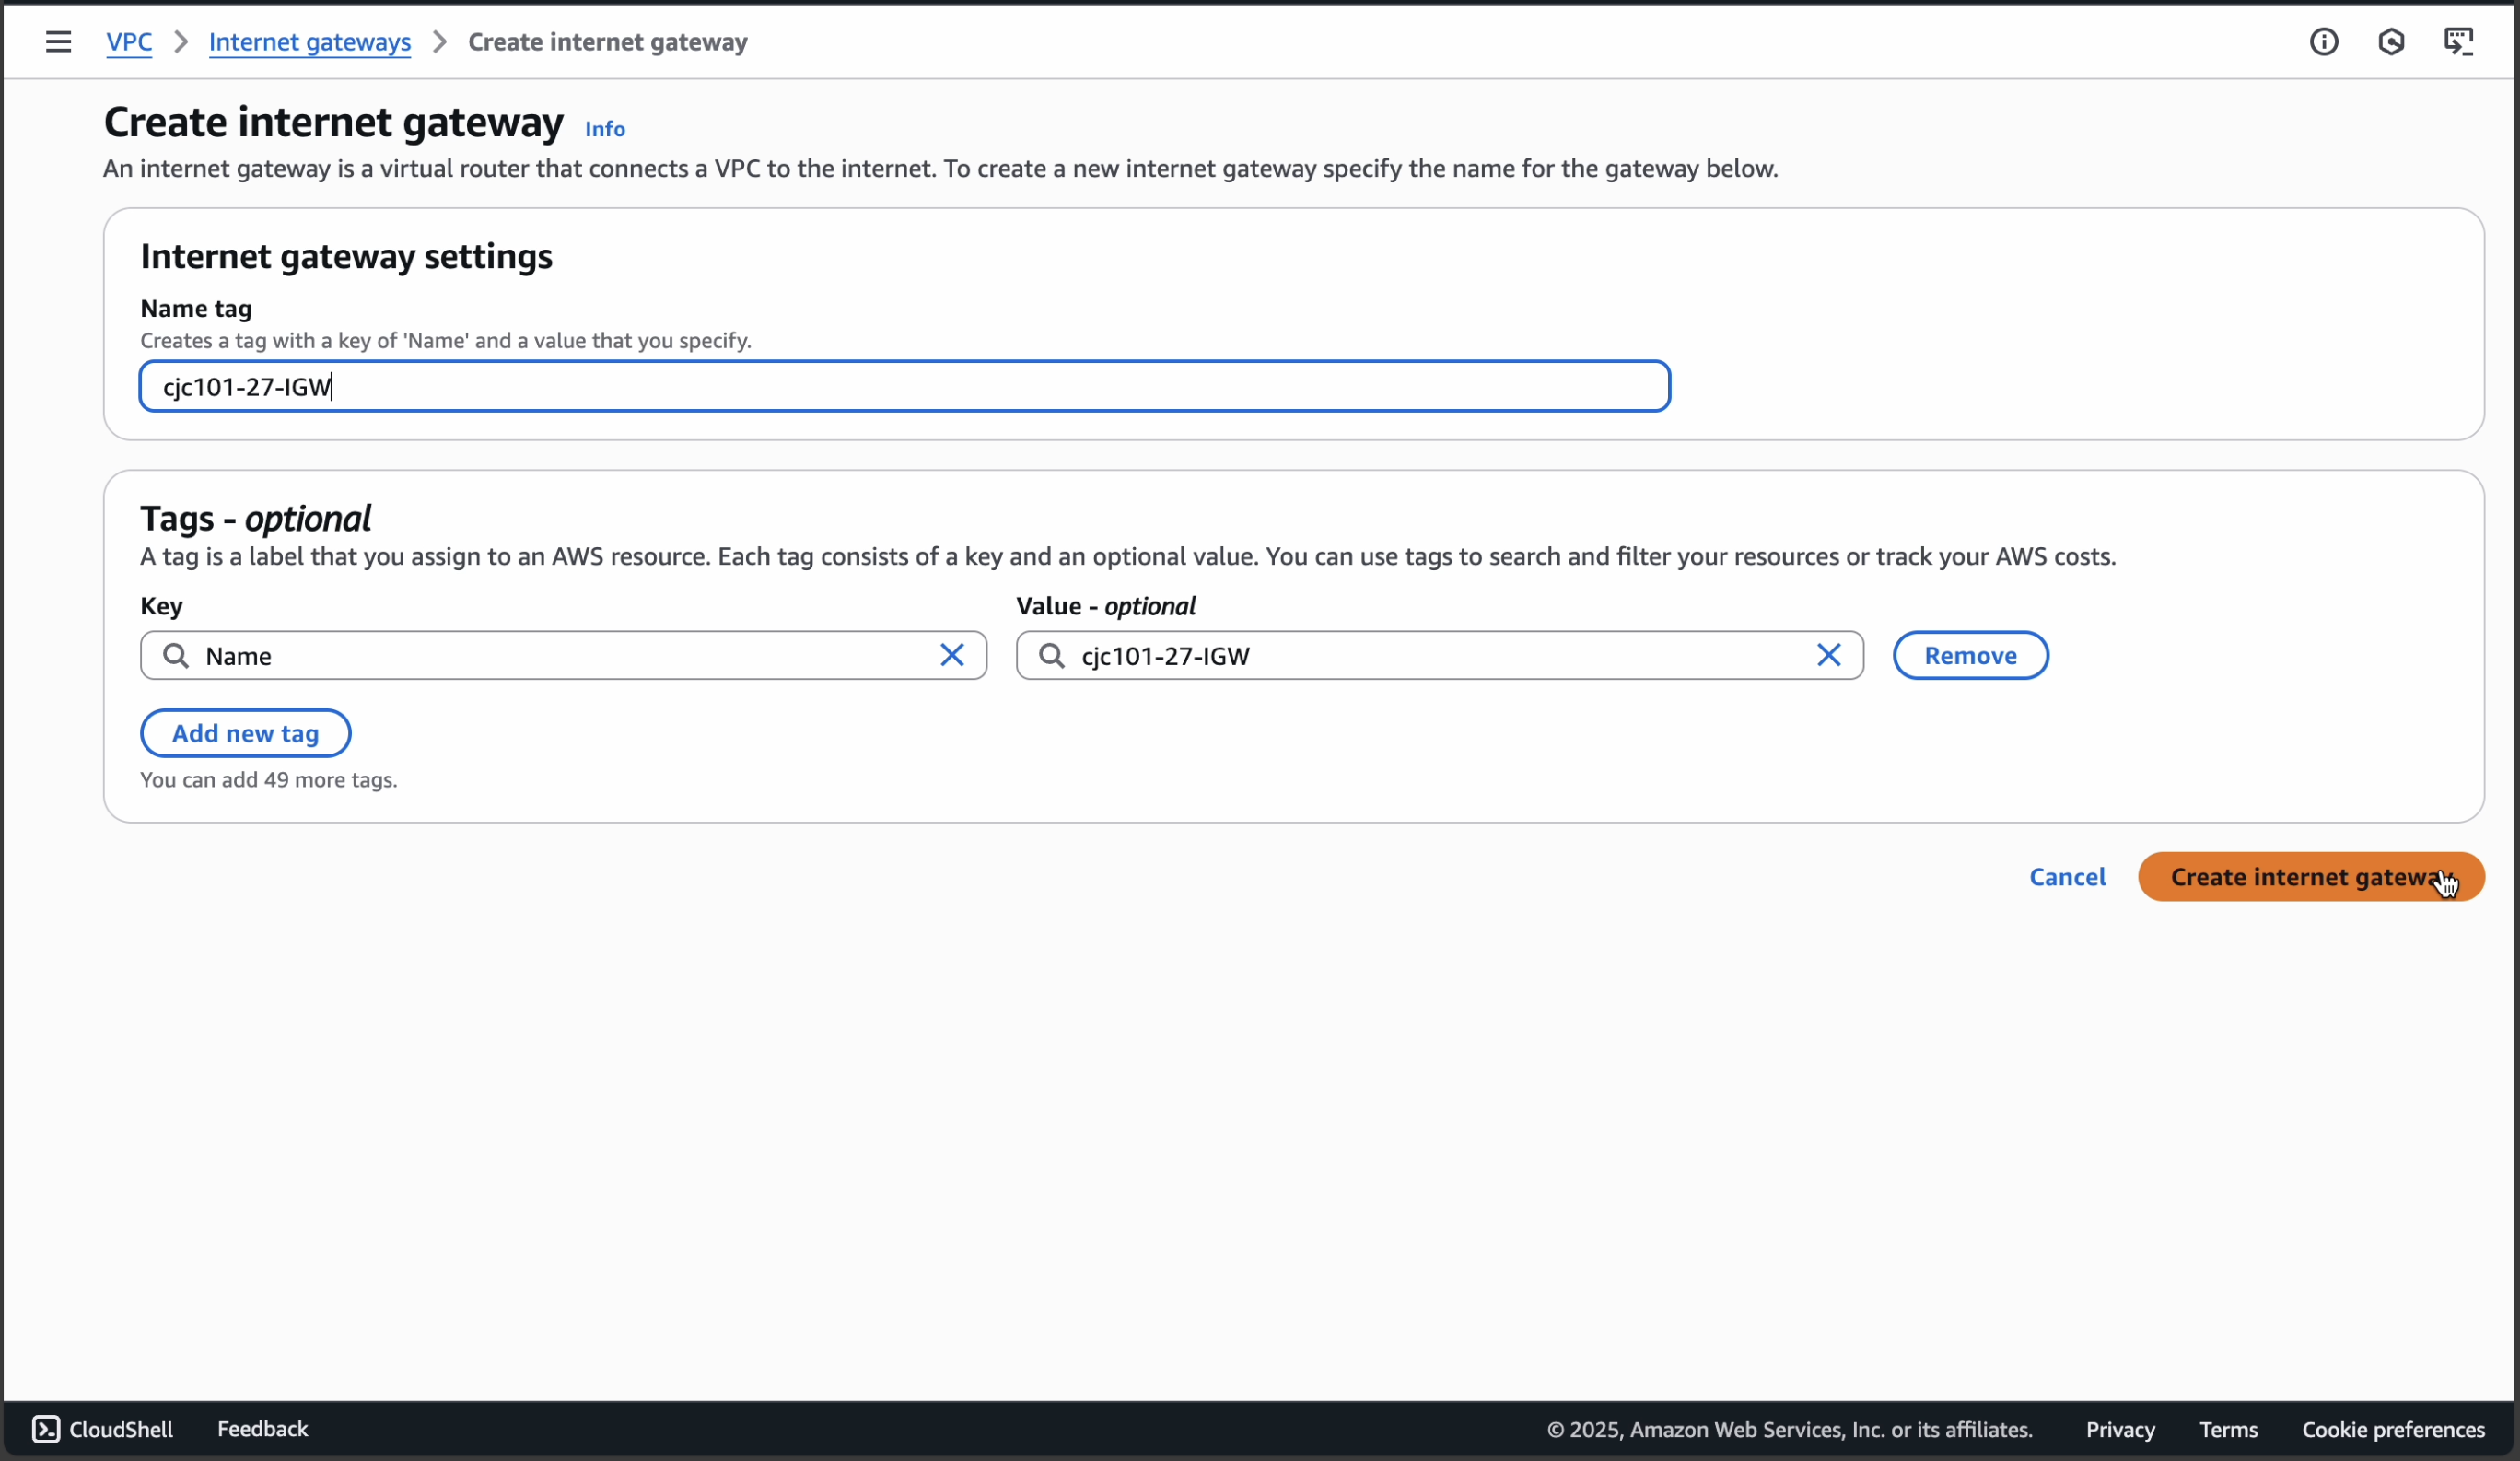 VPC > Internet gateways > Create internet gateway
Create internet gateway Info
An internet gateway is a virtual router that connects a VPC to the internet. To create a new internet gateway specify the name for the gateway below.
Internet gateway settings
Name tag
Creates a tag with a key of 'Name' and a value that you specify.
cjc101-27-IGW
Tags - optional
A tag is a label that you assign to an AWS resource. Each tag consists of a key and an optional value. You can use tags to search and filter your resources or track your AWS costs.
Key Value - optional
Name cjc101-27-IGW Remove
Add new tag
You can add 49 more tags.
Cancel Create internet gateway
CloudShell Feedback © 2025, Amazon Web Services, Inc. or its affiliates. Privacy Terms Cookie preferences